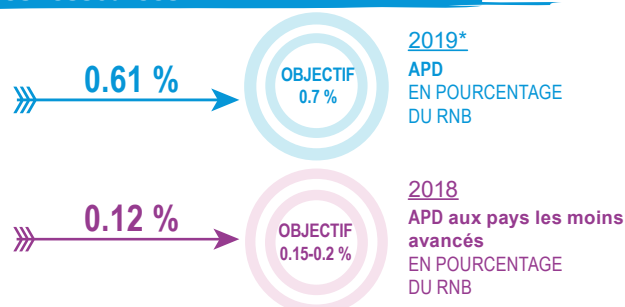 0.61 %
OBJECTIF
0.7 %
2019*
APD
EN POURCENTAGE
DU RNB
0.12 %
OBJECTIF
0.15-0.2 %
2018
APD aux pays les moins
avancés
EN POURCENTAGE
DU RNB